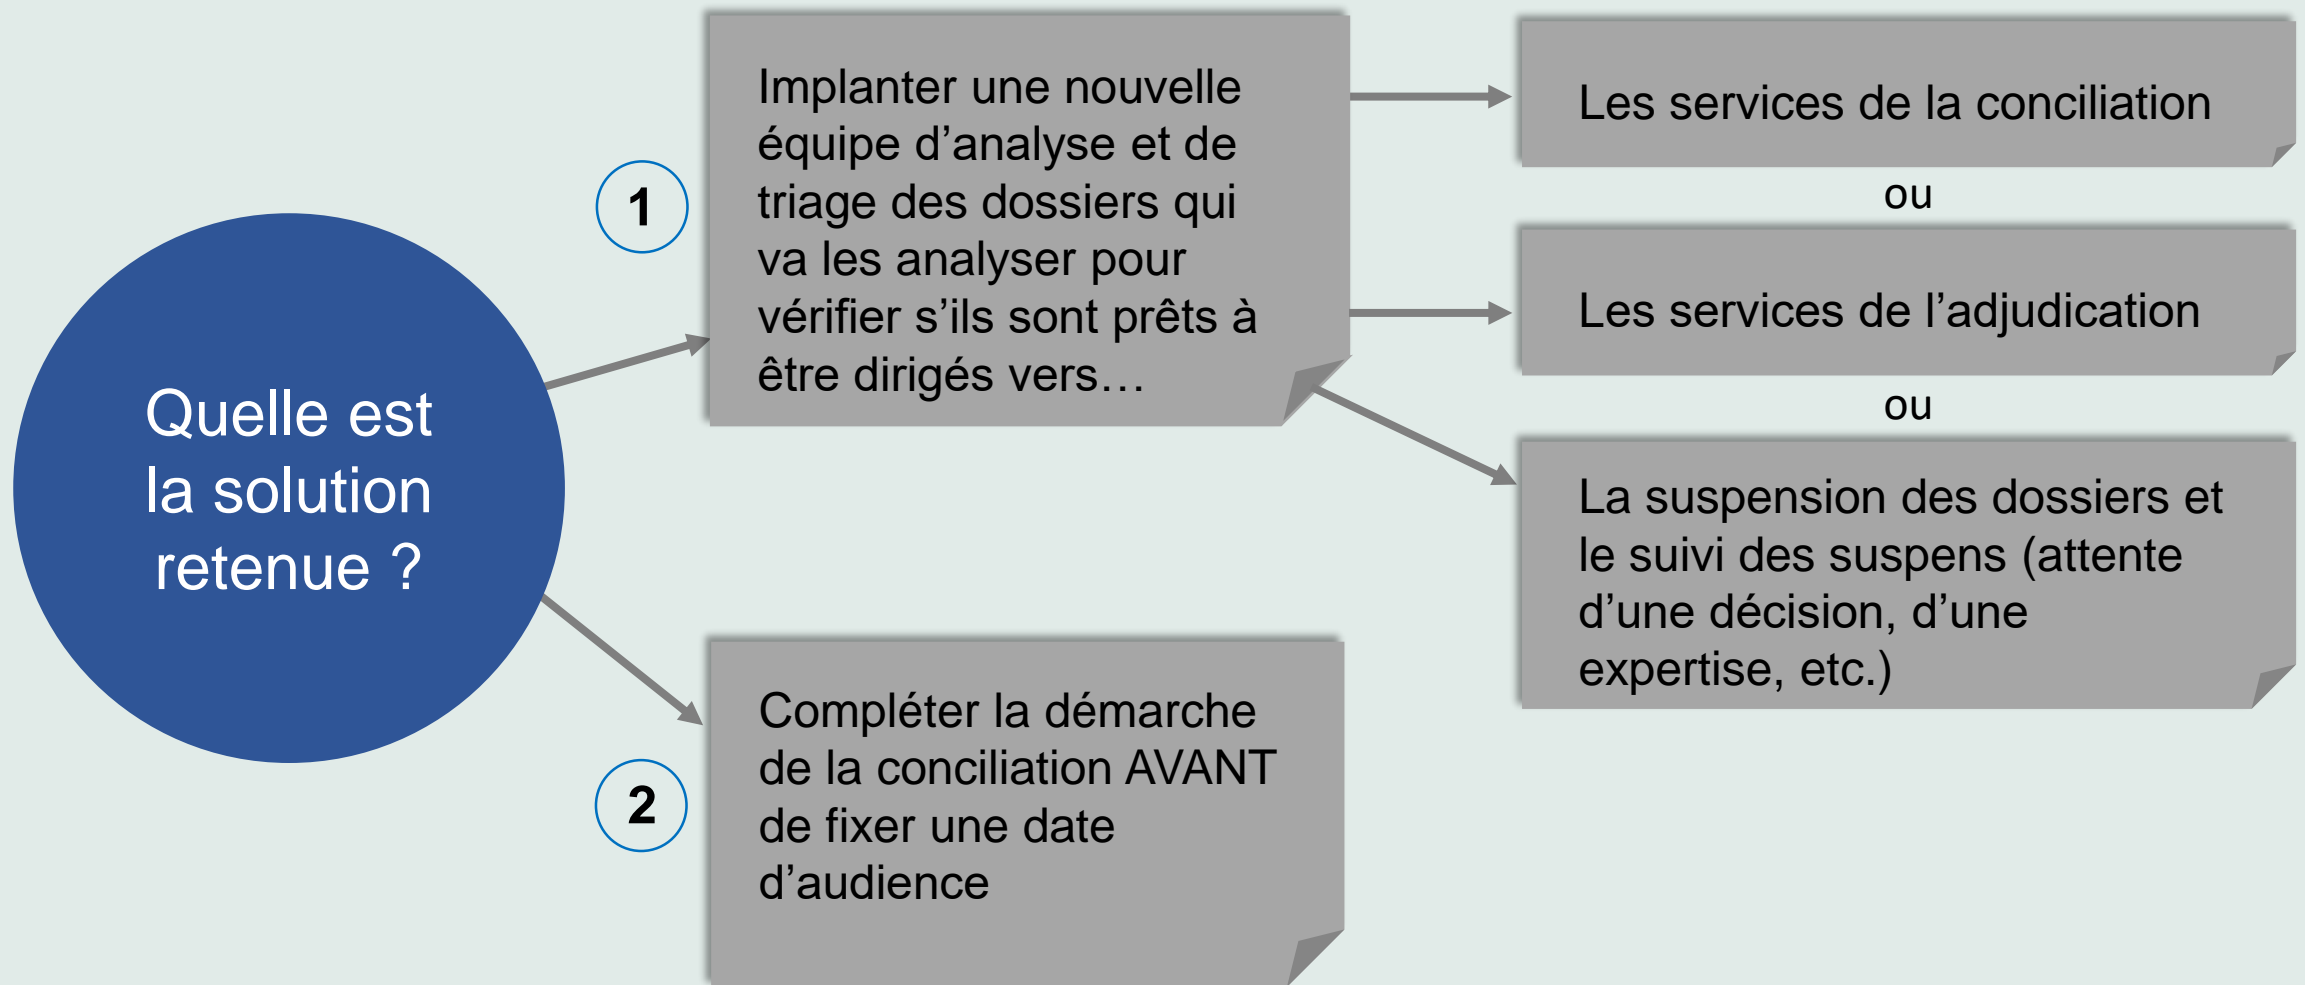 Quelle est
la solution
retenue ?
1
Implanter une nouvelle
équipe d’analyse et de
triage des dossiers qui
va les analyser pour
vérifier s’ils sont prêts à
être dirigés vers…
Les services de la conciliation
ou
Les services de l’adjudication
ou
La suspension des dossiers et
le suivi des suspens (attente
d’une décision, d’une
expertise, etc.)
2
Compléter la démarche
de la conciliation AVANT
de fixer une date
d’audience